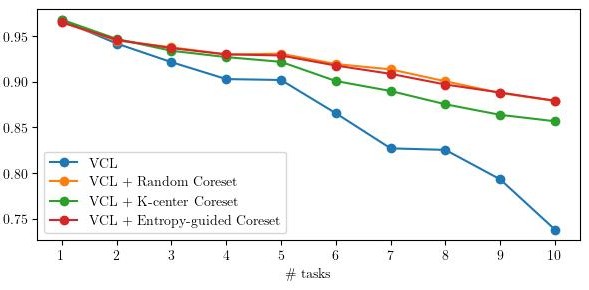 0.95
0.90
0.85
0.80
0.75
VCL
VCL + Random Coreset
VCL + K-center Coreset
VCL + Entropy-guided Coreset
1 2 3 4 5 6 7 8 9 10
# tasks